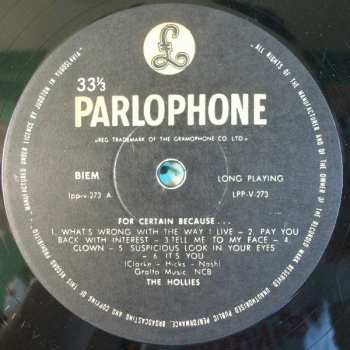 £
33⅓
PARLOPHONE
REG. TRADEMARK OF THE GRAMOPHONE CO. LTD.
BIEM
LONG PLAYING
lpp-v-273 A
LPP-V-273
FOR CERTAIN BECAUSE...
1. WHAT'S WRONG WITH THE WAY I LIVE – 2. PAY YOU
BACK WITH INTEREST – 3 TELL ME TO MY FACE – 4.
CLOWN – 5. SUSPICIOUS LOOK IN YOUR EYES
– 6. IT'S YOU
(Clarke – Hicks – Nash)
Gralto Music, NCB
THE HOLLIES
MANUFACTURED UNDER LICENCE BY JUGOTON IN YUGOSLAVIA
ALL RIGHTS OF THE MANUFACTURER AND OF THE OWNER OF THE RECORDED WORK RESERVED
UNAUTHORISED PUBLIC PERFORMANCE, BROADCASTING AND COPYING OF THIS RECORD PROHIBITED